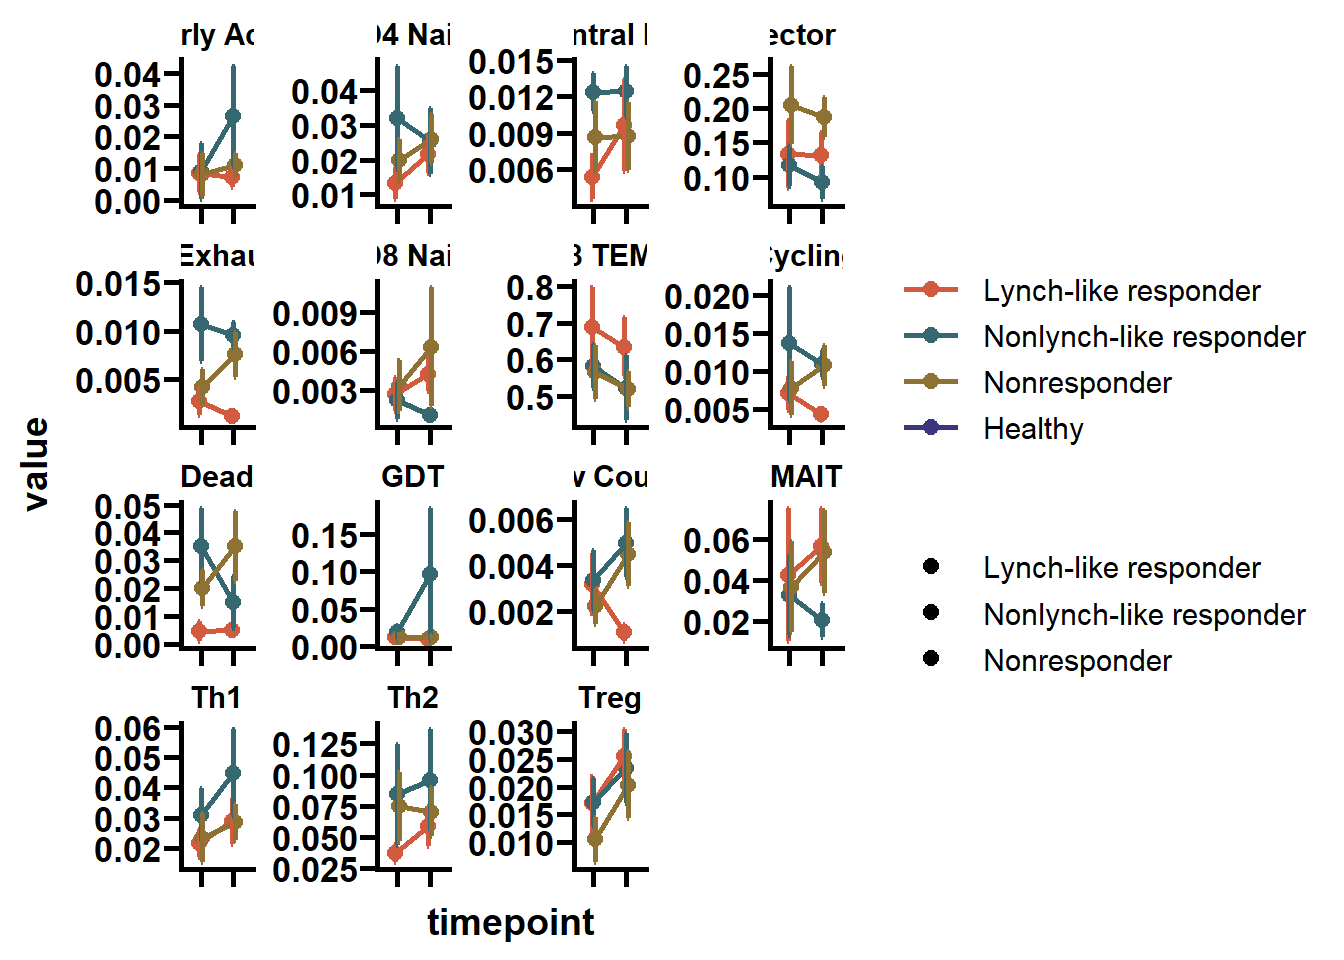 rly Ac
04 Nai
ntral
ector
0.04
0.03
0.02
0.01
0.00
0.04
0.03
0.02
0.01
0.015
0.012
0.009
0.006
0.25
0.20
0.15
0.10
Exhau
08 Nai
8 TEM
Cycling
0.015
0.010
0.005
0.009
0.006
0.003
0.8
0.7
0.6
0.5
0.020
0.015
0.010
0.005
Dead
GDT
w Cou
MAIT
0.05
0.04
0.03
0.02
0.01
0.00
0.15
0.10
0.05
0.00
0.006
0.004
0.002
0.06
0.04
0.02
Th1
Th2
Treg
0.06
0.05
0.04
0.03
0.02
0.125
0.100
0.075
0.050
0.025
0.030
0.025
0.020
0.015
0.010
value
timepoint
Lynch-like responder
Nonlynch-like responder
Nonresponder
Healthy
Lynch-like responder
Nonlynch-like responder
Nonresponder